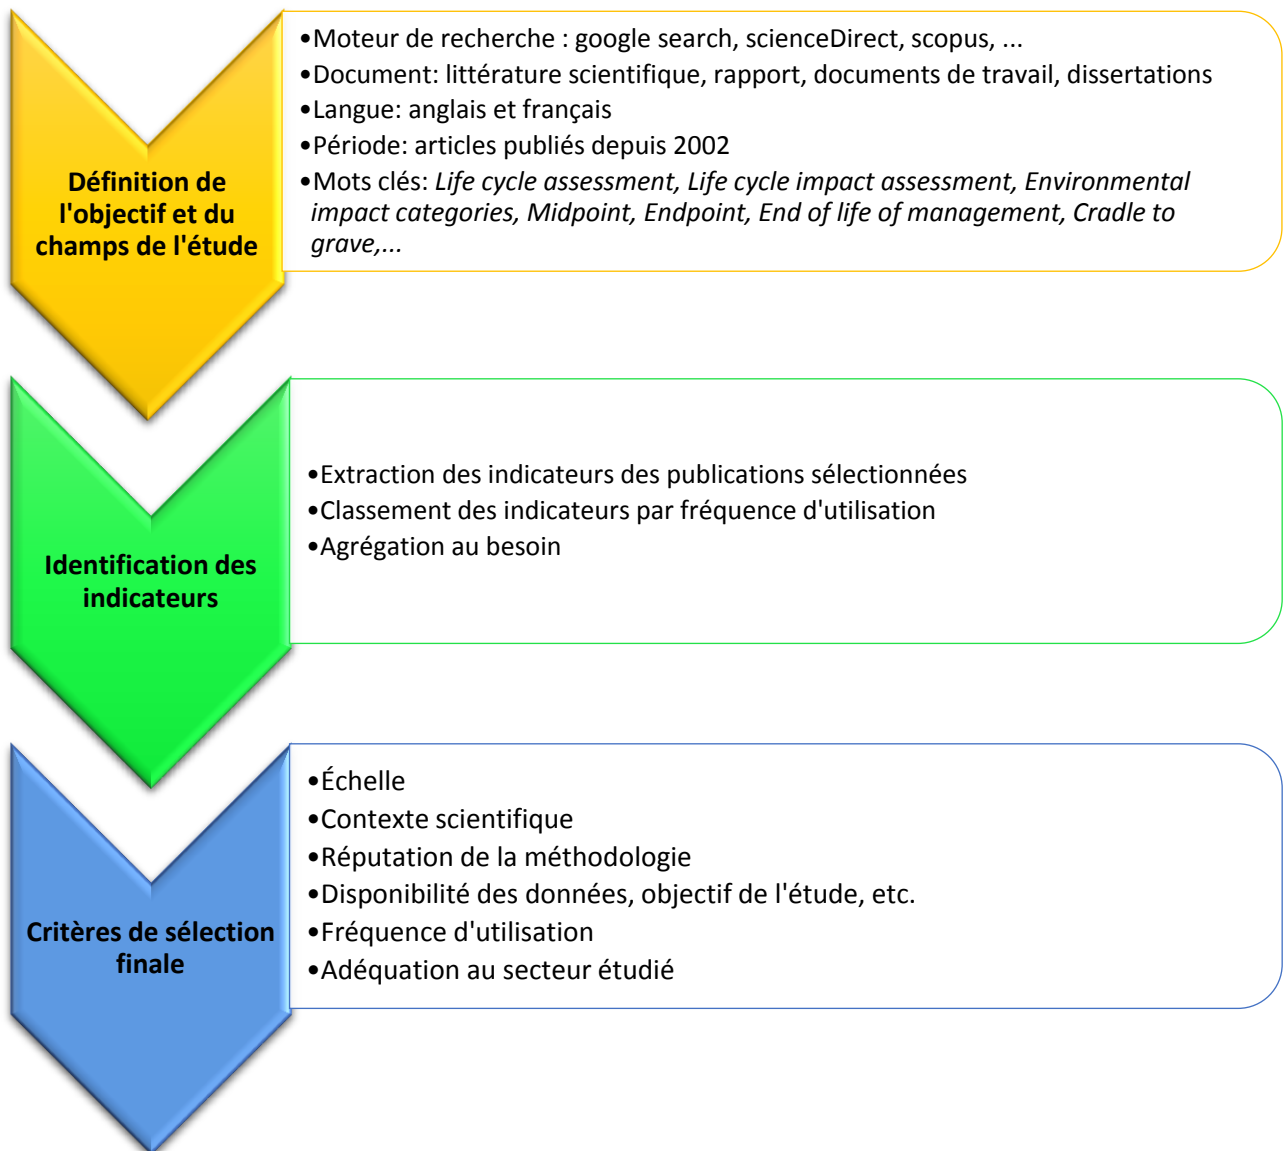 •Moteur de recherche : google search, scienceDirect, scopus, ...
•Document: littérature scientifique, rapport, documents de travail, dissertations
•Langue: anglais et français
•Période: articles publiés depuis 2002
•Mots clés: Life cycle assessment, Life cycle impact assessment, Environmental
impact categories, Midpoint, Endpoint, End of life of management, Cradle to
grave,...
Définition de
l'objectif et du
champs de l'étude
•Extraction des indicateurs des publications sélectionnées
•Classement des indicateurs par fréquence d'utilisation
•Agrégation au besoin
Identification des
indicateurs
•Échelle
•Contexte scientifique
•Réputation de la méthodologie
•Disponibilité des données, objectif de l'étude, etc.
•Fréquence d'utilisation
•Adéquation au secteur étudié
Critères de sélection
finale